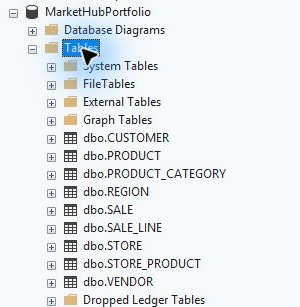 MarketHubPortfolio
Database Diagrams
Tables
System Tables
FileTables
External Tables
Graph Tables
dbo.CUSTOMER
dbo.PRODUCT
dbo.PRODUCT_CATEGORY
dbo.REGION
dbo.SALE
dbo.SALE_LINE
dbo.STORE
dbo.STORE_PRODUCT
dbo.VENDOR
Dropped Ledger Tables